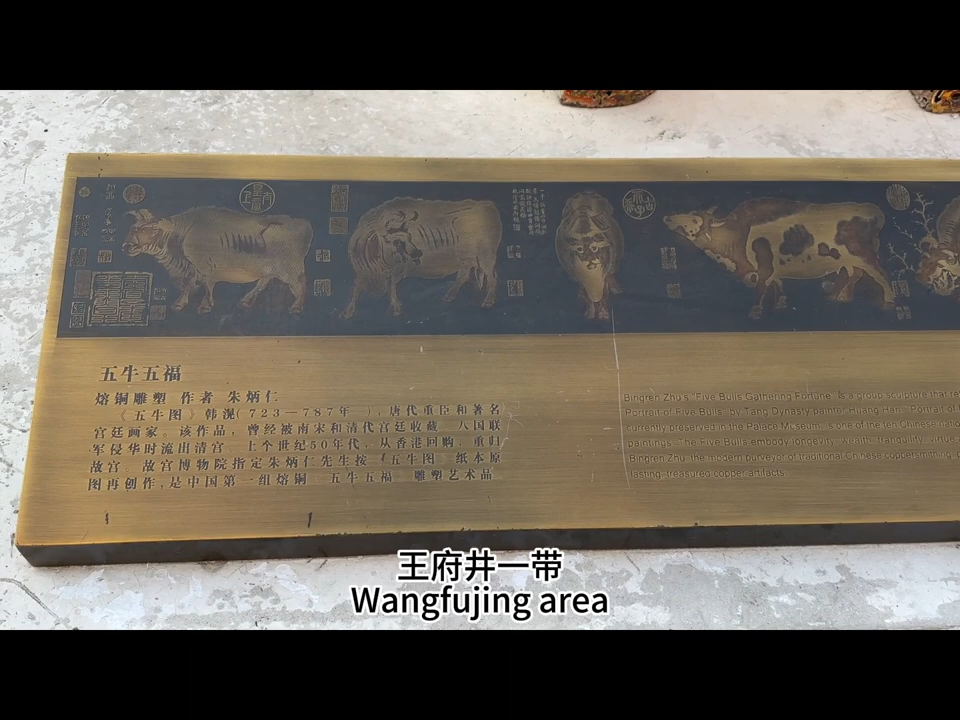 五牛五福
熔铜雕塑 作者 朱炳仁
《五牛图》韩滉(723—787年),唐代重臣和著名
宫廷画家。该作品,曾经被南宋和清代宫廷收藏 八国联
军侵华时流出清宫 上个世纪50年代,从香港回购,重归
故宫 故宫博物院指定朱炳仁先生按《五牛图》纸本原
图再创作,是中国第一组熔铜 五牛五福 雕塑艺术品
Bingren Zhu's "Five Bulls Gathering Fortune" is a group sculpture that
Portrait of Five Bulls" by Tang Dynasty painter Huang Han. Portrait of
currently preserved in the Palace Museum, is one of the ten Chinese
paintings. The Five Bulls embody longevity, wealth, tranquility, virtue
Bingren Zhu, the modern purveyor of traditional Chinese coppersmithing,
lasting, treasured copper artifacts.
王府井一带
Wangfujing area